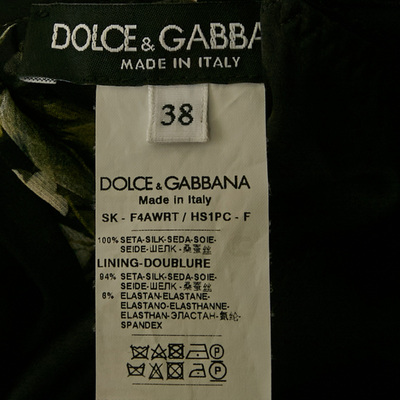 DOLCE & GABBA
MADE IN ITALY
38
DOLCE & GABBANA
Made in Italy
SK - F4AWRT / HS1PC - F
100% SETA-SILK-SEDA-SOIE-
SEIDE-ШЕЛК-桑蚕丝
LINING-DOUBLURE
94% SETA-SILK-SEDA-SOIE-
SEIDE-ШЕЛК-桑蚕丝
6% ELASTAN-ELASTANE-
ELASTANO-ELASTHANNE-
ELASTHAN-ЭЛАСТАН-氨纶-
SPANDEX
P
P